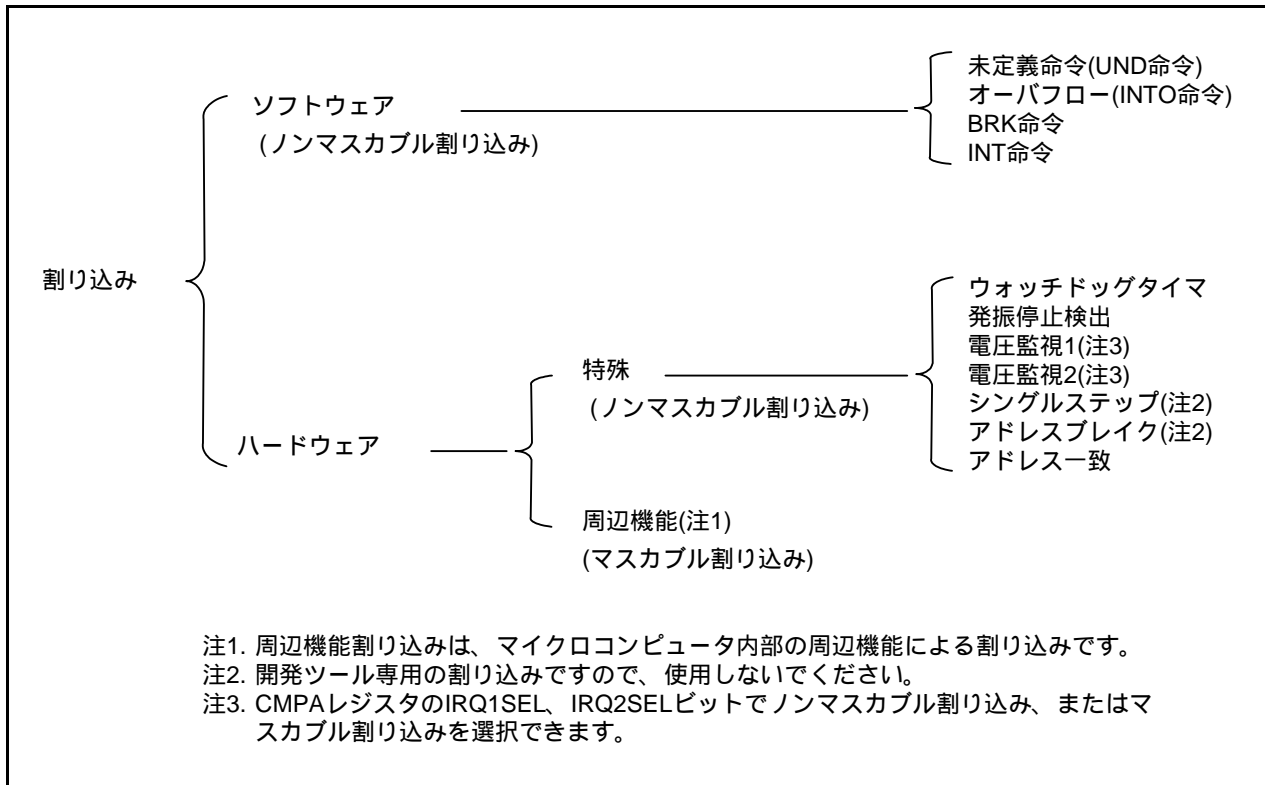 割り込み
ソフトウェア
(ノンマスカブル割り込み)
未定義命令(UND命令)
オーバフロー(INTO命令)
BRK命令
INT命令
ハードウェア
特殊
(ノンマスカブル割り込み)
ウォッチドッグタイマ
発振停止検出
電圧監視1(注3)
電圧監視2(注3)
シングルステップ(注2)
アドレスブレイク(注2)
アドレス一致
周辺機能(注1)
(マスカブル割り込み)
注1. 周辺機能割り込みは、マイクロコンピュータ内部の周辺機能による割り込みです。
注2. 開発ツール専用の割り込みですので、使用しないでください。
注3. CMPAレジスタのIRQ1SEL、IRQ2SELビットでノンマスカブル割り込み、またはマ
スカブル割り込みを選択できます。